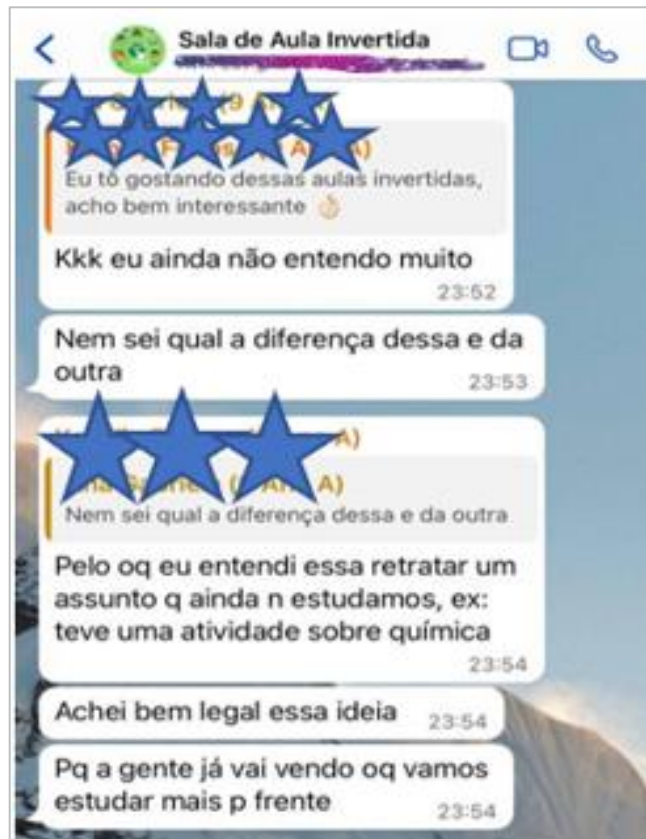 Sala de Aula Invertida
(9 A
A)
Eu tô gostando dessas aulas invertidas,
acho bem interessante 👌🏻
Kkk eu ainda não entendo muito
23:52
Nem sei qual a diferença dessa e da
outra
23:53
A)
A)
Nem sei qual a diferença dessa e da outra
Pelo oq eu entendi essa retratar um
assunto q ainda n estudamos, ex:
teve uma atividade sobre química
23:54
Achei bem legal essa ideia 23:54
Pq a gente já vai vendo oq vamos
estudar mais p frente 23:54